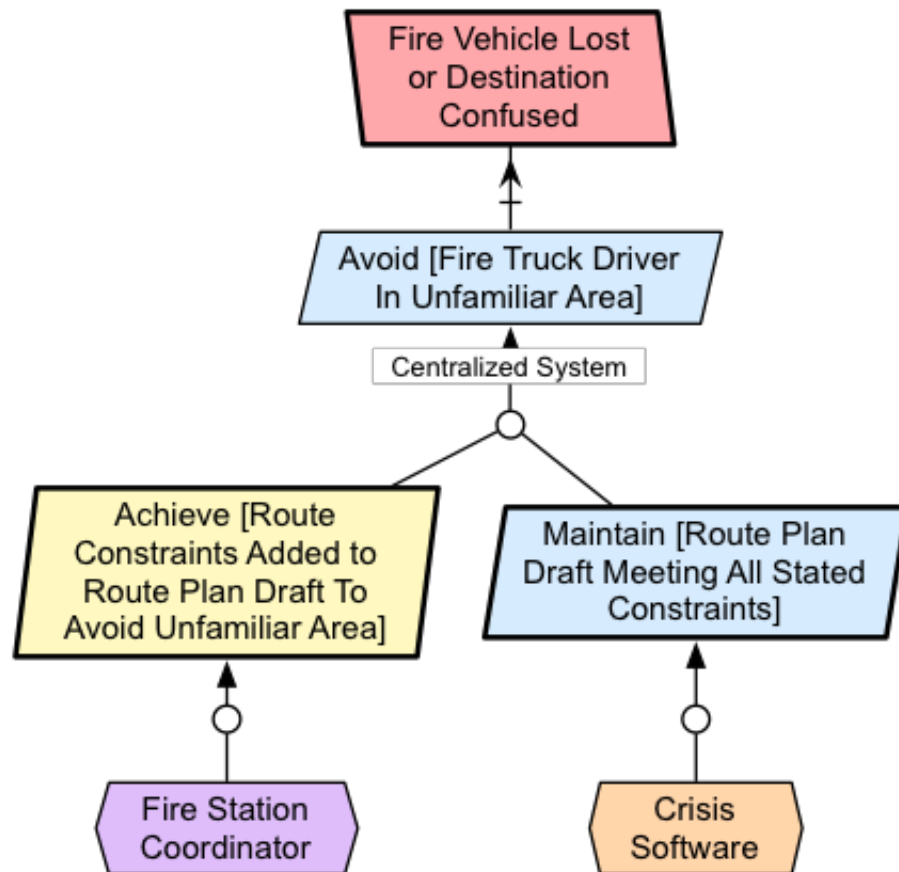 Fire Vehicle Lost
or Destination
Confused
Avoid [Fire Truck Driver
In Unfamiliar Area]
Centralized System
Achieve [Route
Constraints Added to
Route Plan Draft To
Avoid Unfamiliar Area]
Maintain [Route Plan
Draft Meeting All Stated
Constraints]
Fire Station
Coordinator
Crisis
Software